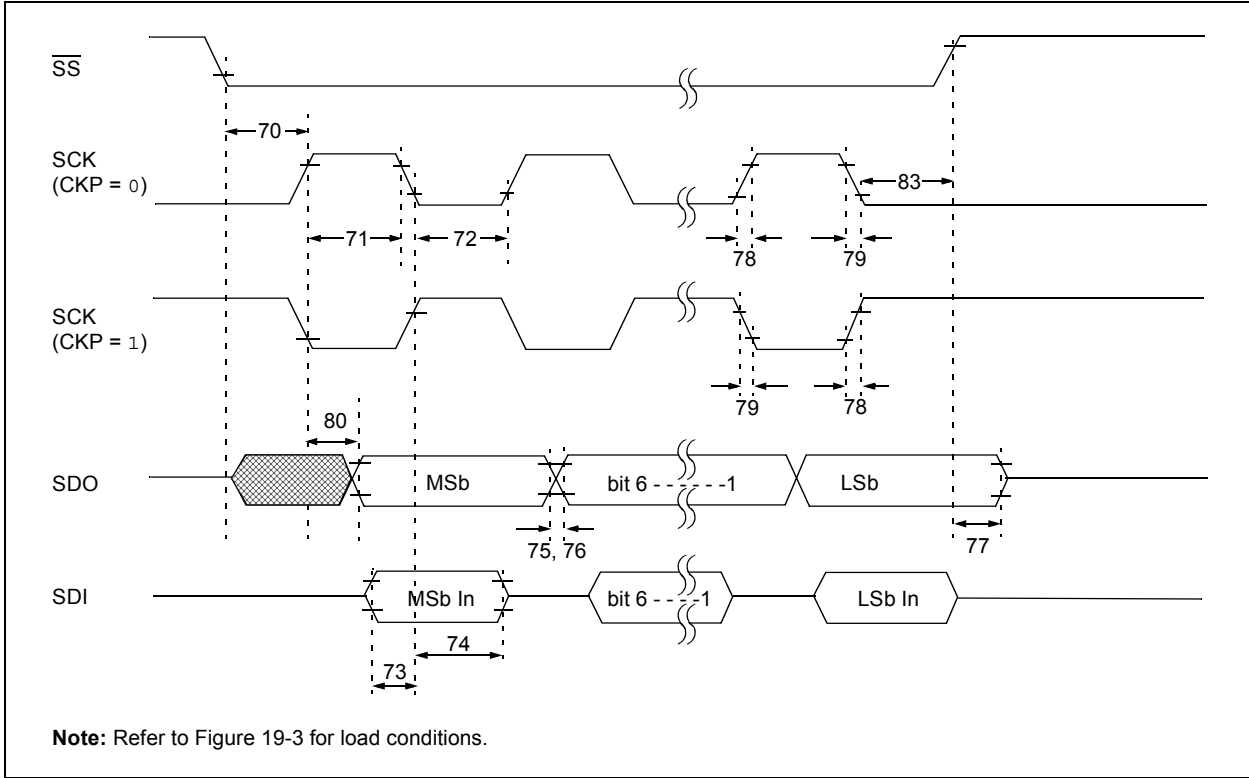 SS
70
SCK
(CKP = 0)
83
71
72
78
79
SCK
(CKP = 1)
79
78
80
SDO
MSb
bit 6 - - - - - - -1
LSb
75, 76
77
SDI
MSb In
bit 6 - - - -1
LSb In
74
73
Note: Refer to Figure 19-3 for load conditions.